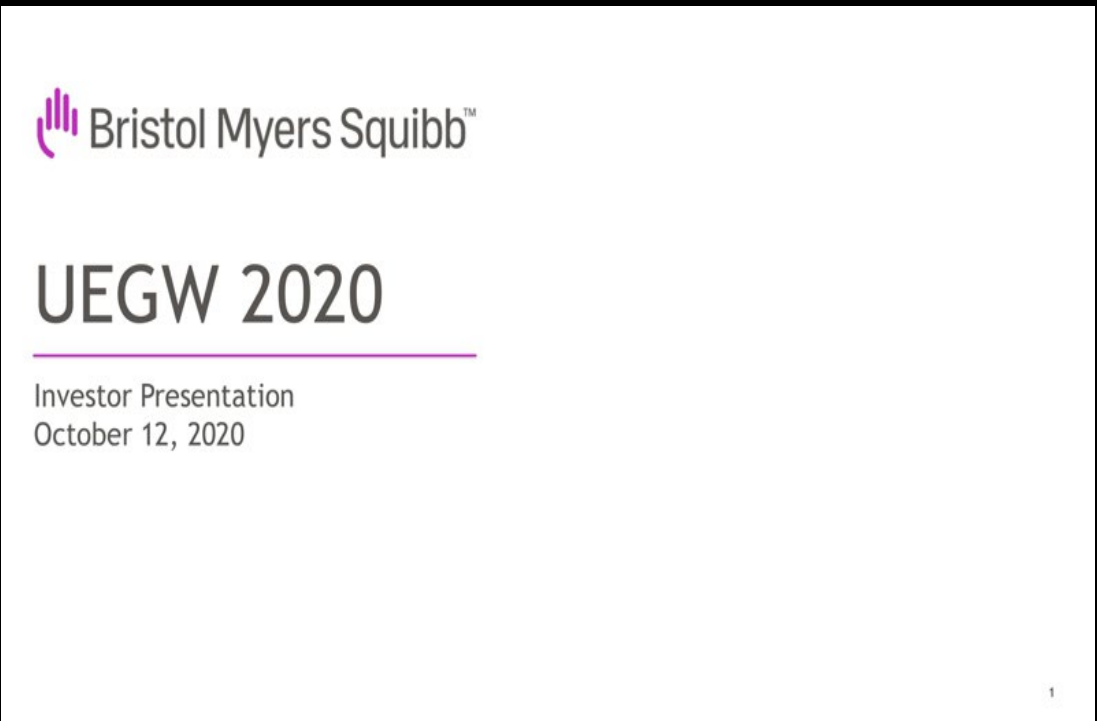 Bristol Myers Squibb™
UEGW 2020
Investor Presentation
October 12, 2020
1